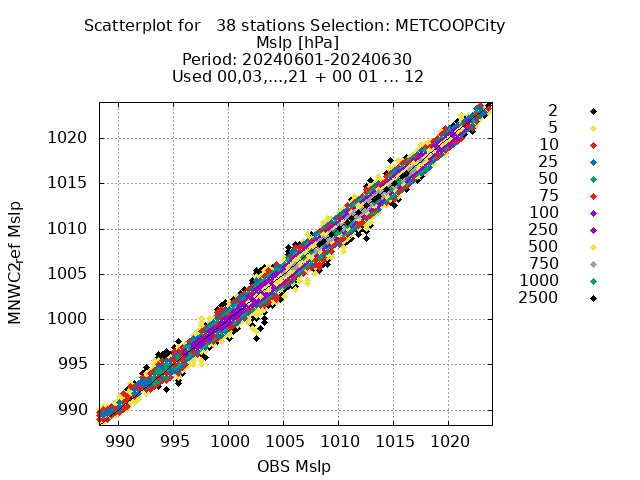 Scatterplot for   38 stations Selection: METCOOPCity
Mslp [hPa]
Period: 20240601-20240630
Used 00,03,...,21 + 00 01 ... 12
2
5
10
25
50
75
100
250
500
750
1000
2500
1020
1015
1010
1005
1000
995
990
MNWC2ref Mslp
990 995 1000 1005 1010 1015 1020
OBS Mslp